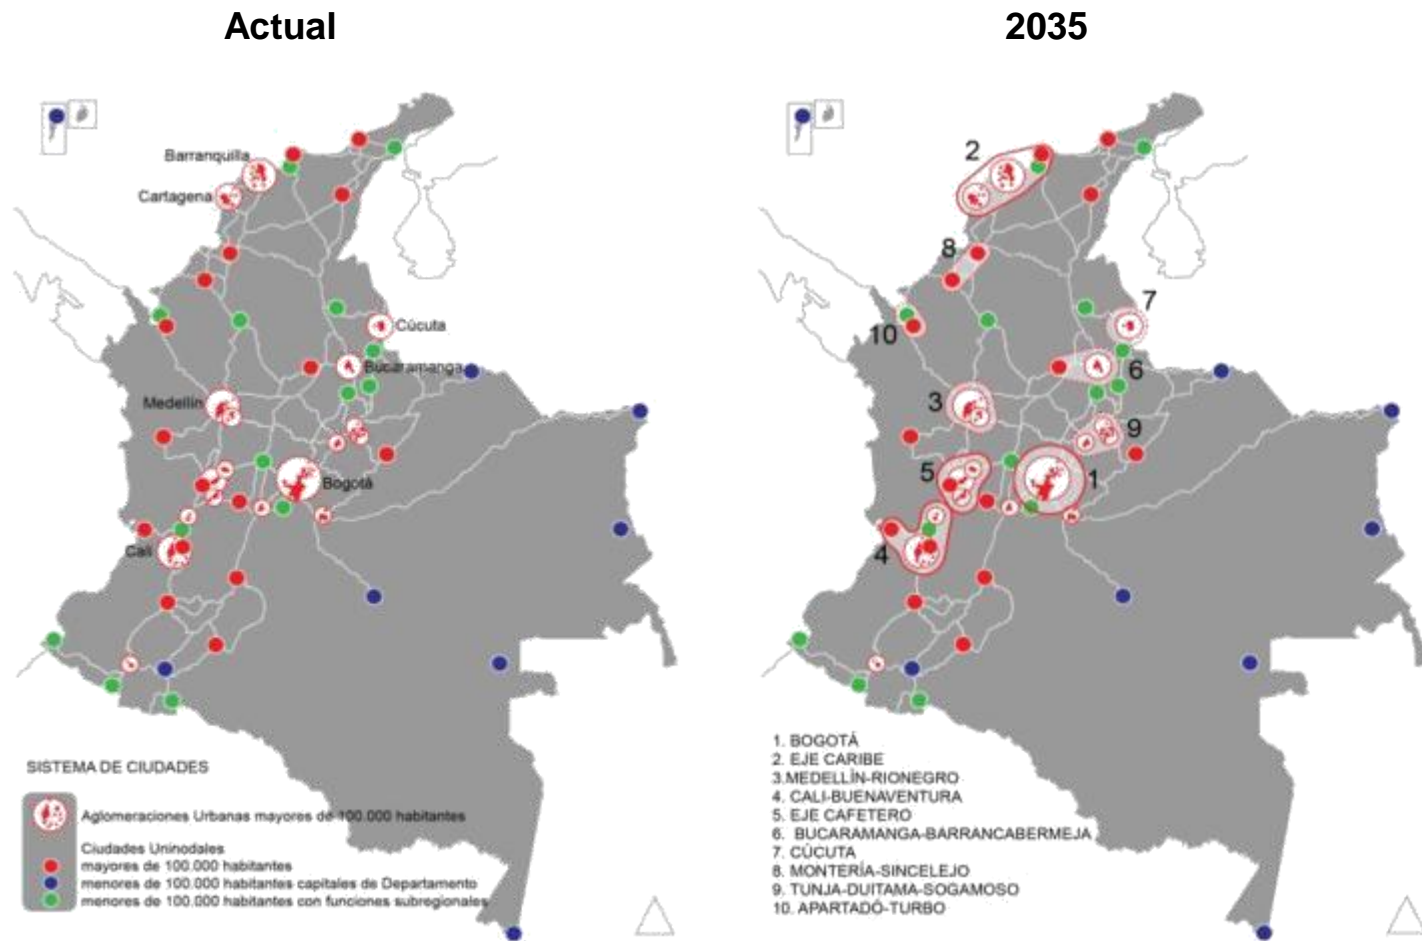 Actual
2035
Barranquilla
Cartagena
Cúcuta
Bucaramanga
Medellín
Bogotá
Cali
SISTEMA DE CIUDADES
Aglomeraciones Urbanas mayores de 100.000 habitantes
Ciudades Uninodales
mayores de 100.000 habitantes
menores de 100.000 habitantes capitales de Departamento
menores de 100.000 habitantes con funciones subregionales
2
8
7
10
6
3
9
5
1
4
1. BOGOTÁ
2. EJE CARIBE
3.MEDELLÍN-RIONEGRO
4. CALI-BUENAVENTURA
5. EJE CAFETERO
6. BUCARAMANGA-BARRANCABERMEJA
7. CÚCUTA
8. MONTERÍA-SINCELEJO
9. TUNJA-DUITAMA-SOGAMOSO
10. APARTADÓ-TURBO